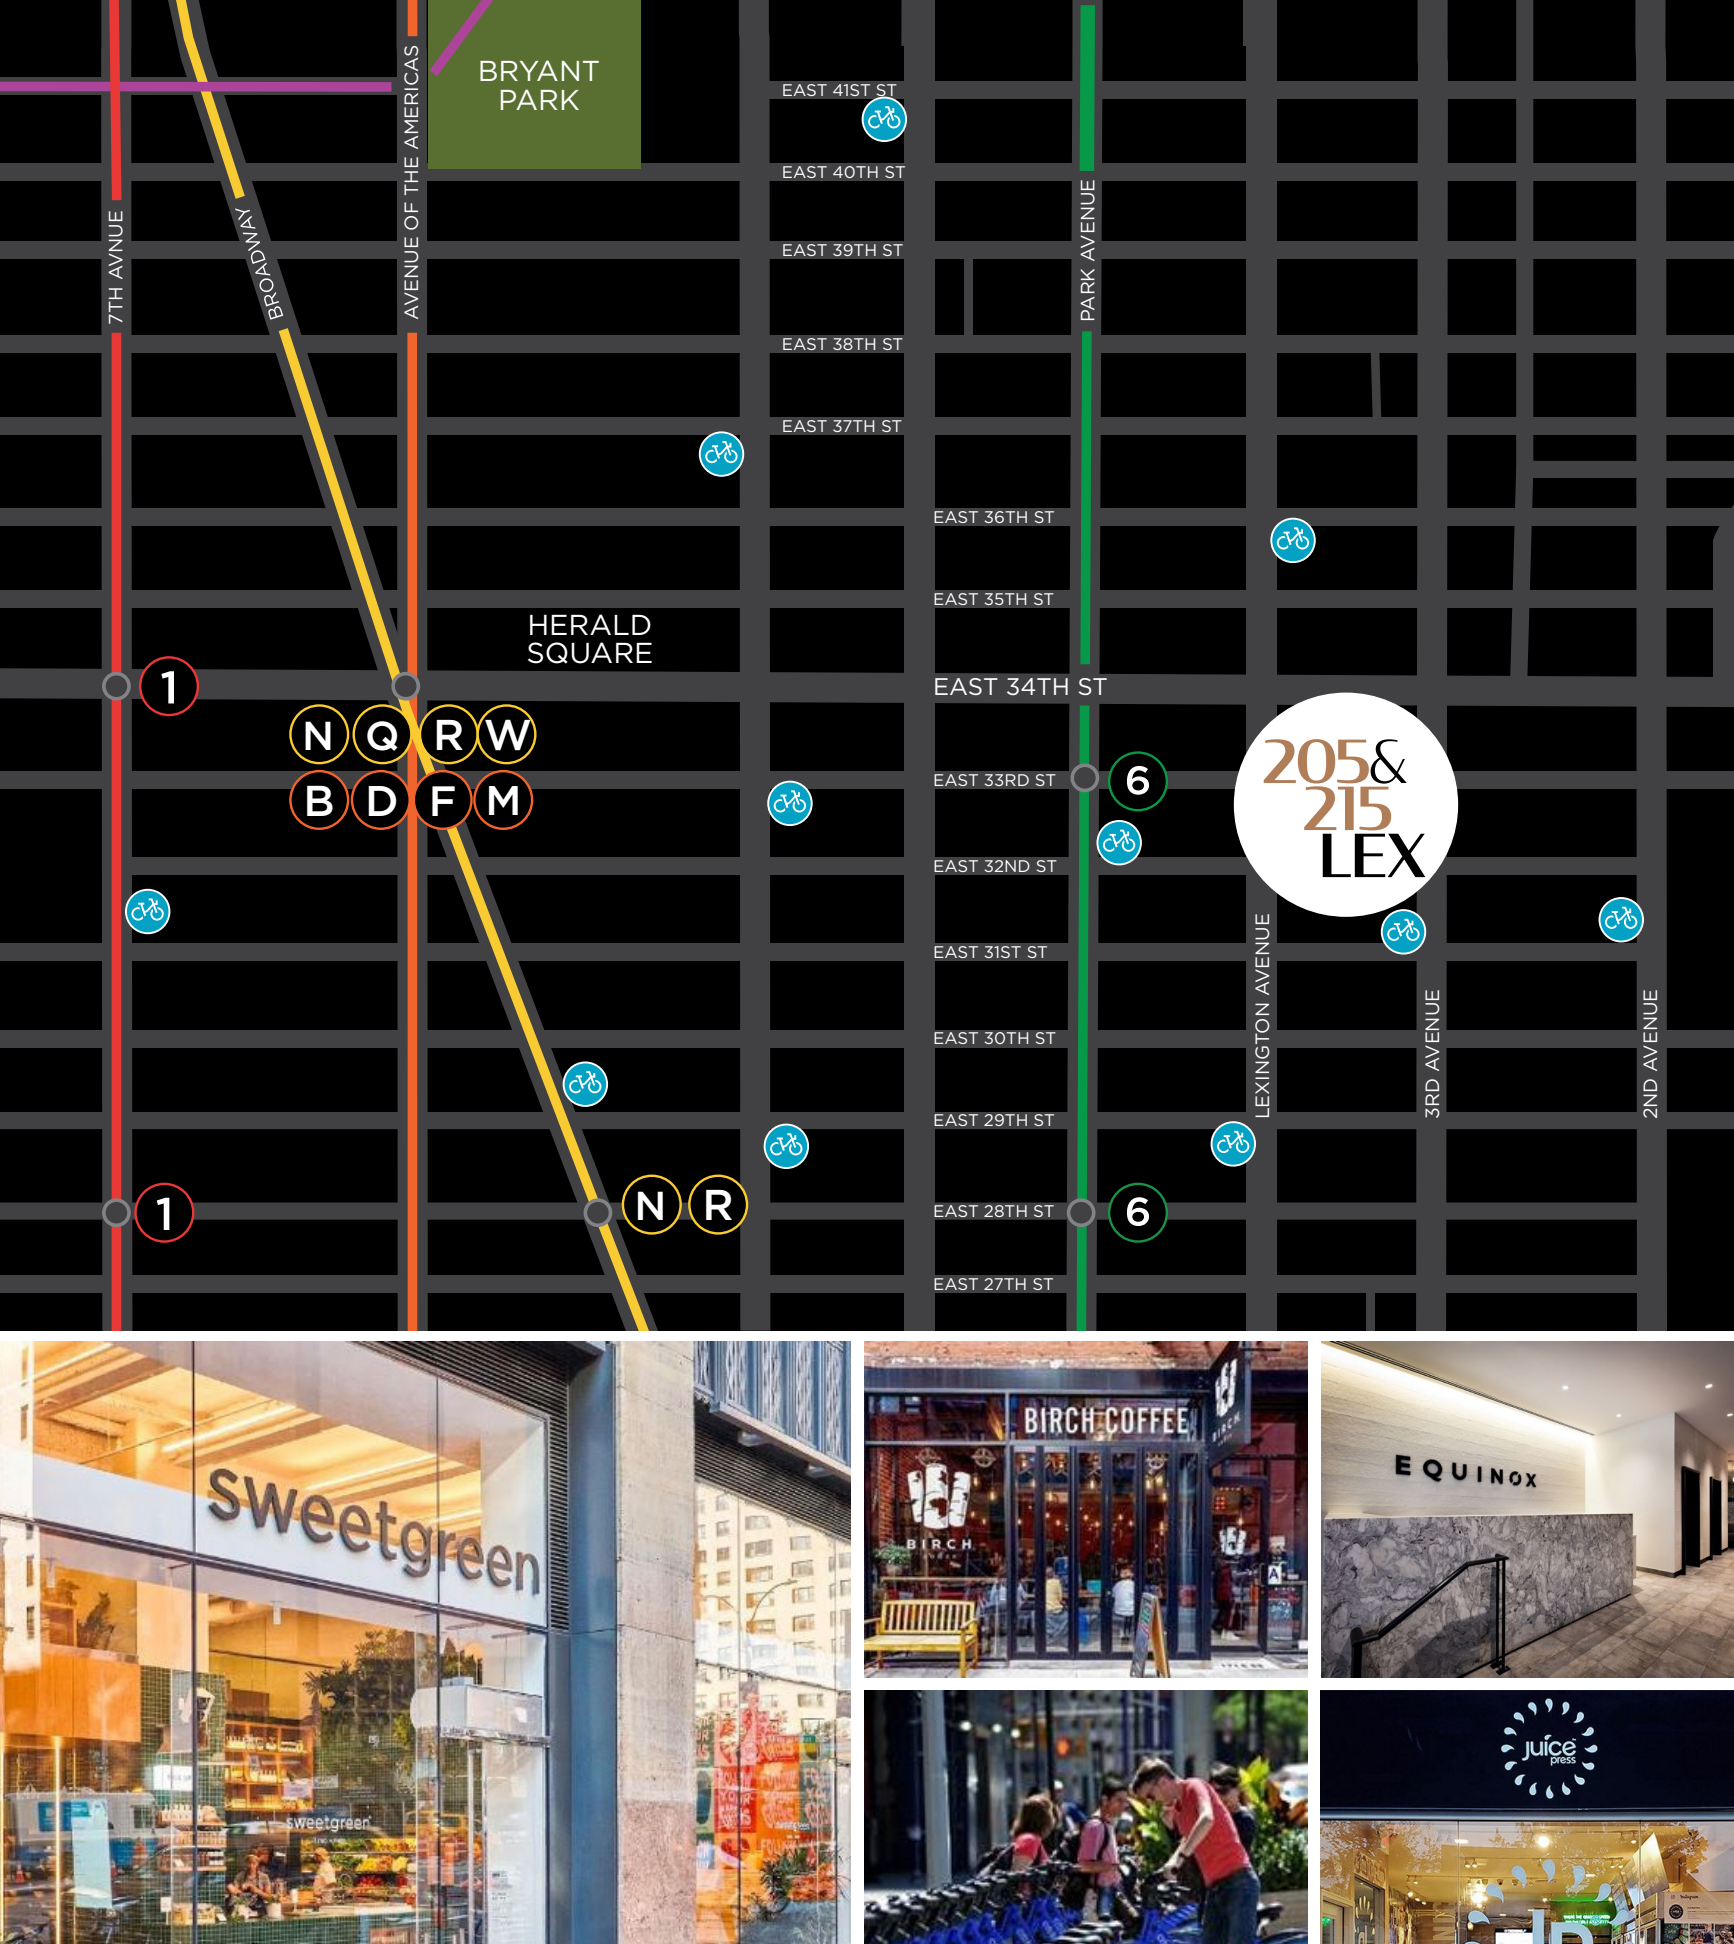 BRYANT
PARK
EAST 41ST ST
EAST 40TH ST
EAST 39TH ST
EAST 38TH ST
EAST 37TH ST
EAST 36TH ST
EAST 35TH ST
7TH AVNUE
BROADWAY
AVENUE OF THE AMERICAS
PARK AVENUE
HERALD
SQUARE
EAST 34TH ST
1
N Q R W
B D F M
EAST 33RD ST
6
205&
215
LEX
EAST 32ND ST
EAST 31ST ST
EAST 30TH ST
EAST 29TH ST
LEXINGTON AVENUE
3RD AVENUE
2ND AVENUE
1
N R
EAST 28TH ST
6
EAST 27TH ST
sweetgreen
sweetgreen
BIRCH COFFEE
BIRCH
BIRCH
A
EQUINOX
juice
press